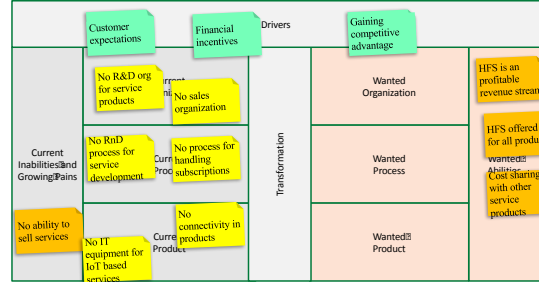 Customer
expectations
Financial
incentives
Drivers
Gaining
competitive
advantage
No R&D org
for service
products
No sales
organization
Wanted
Organization
HFS is an
profitable
revenue stream
Current
Inabilities and
Growing Pains
No RnD
process for
service
development
No process for
handling
subscriptions
Transformation
Wanted
Process
HFS offered
for all produ
Wanted
Abilities
Cost sharing
with other
service
products
No ability to
sell services
No IT
equipment for
IoT based
services
No
connectivity in
products
Product
Wanted
Product